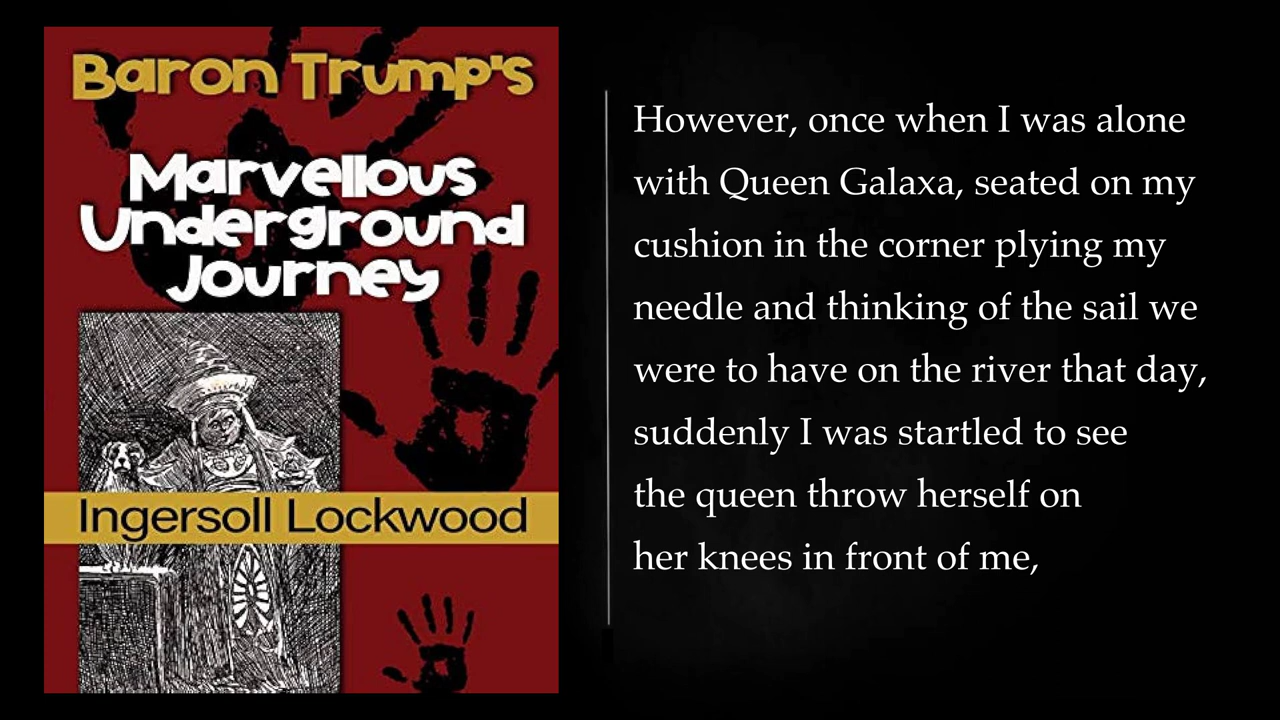 Baron Trump's
Marvellous
Underground
Journey
Ingersoll Lockwood
However, once when I was alone
with Queen Galaxa, seated on my
cushion in the corner plying my
needle and thinking of the sail we
were to have on the river that day,
suddenly I was startled to see
the queen throw herself on
her knees in front of me,